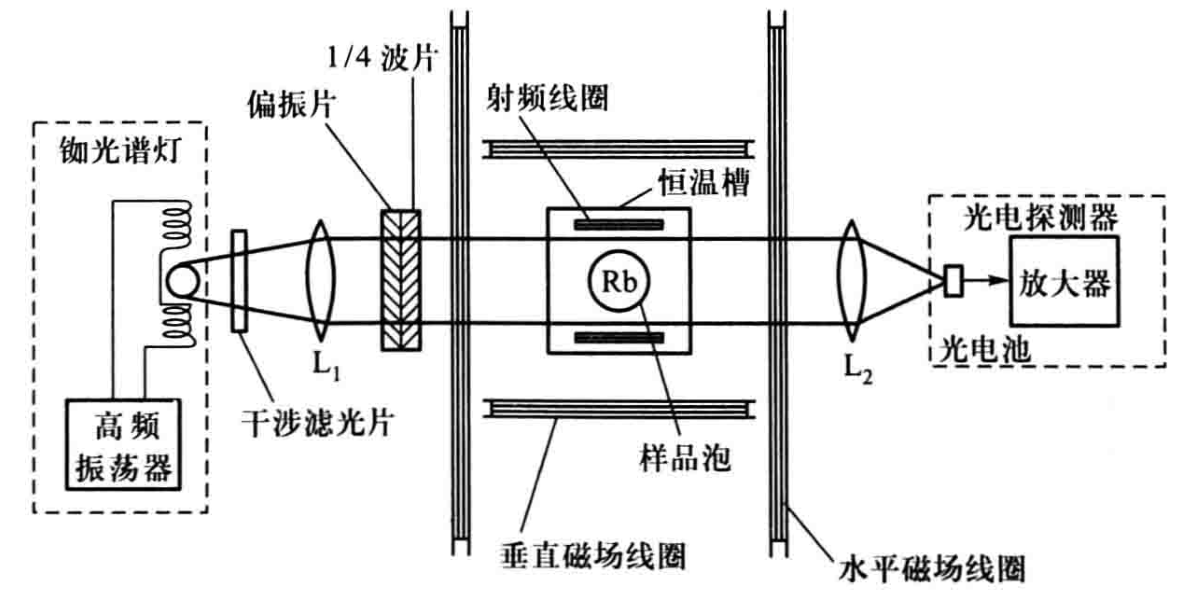 1/4 波片
偏振片
射频线圈
铷光谱灯
恒温槽
光电探测器
Rb
放大器
L1
L2
光电池
高频
振荡器
干涉滤光片
样品泡
垂直磁场线圈
水平磁场线圈